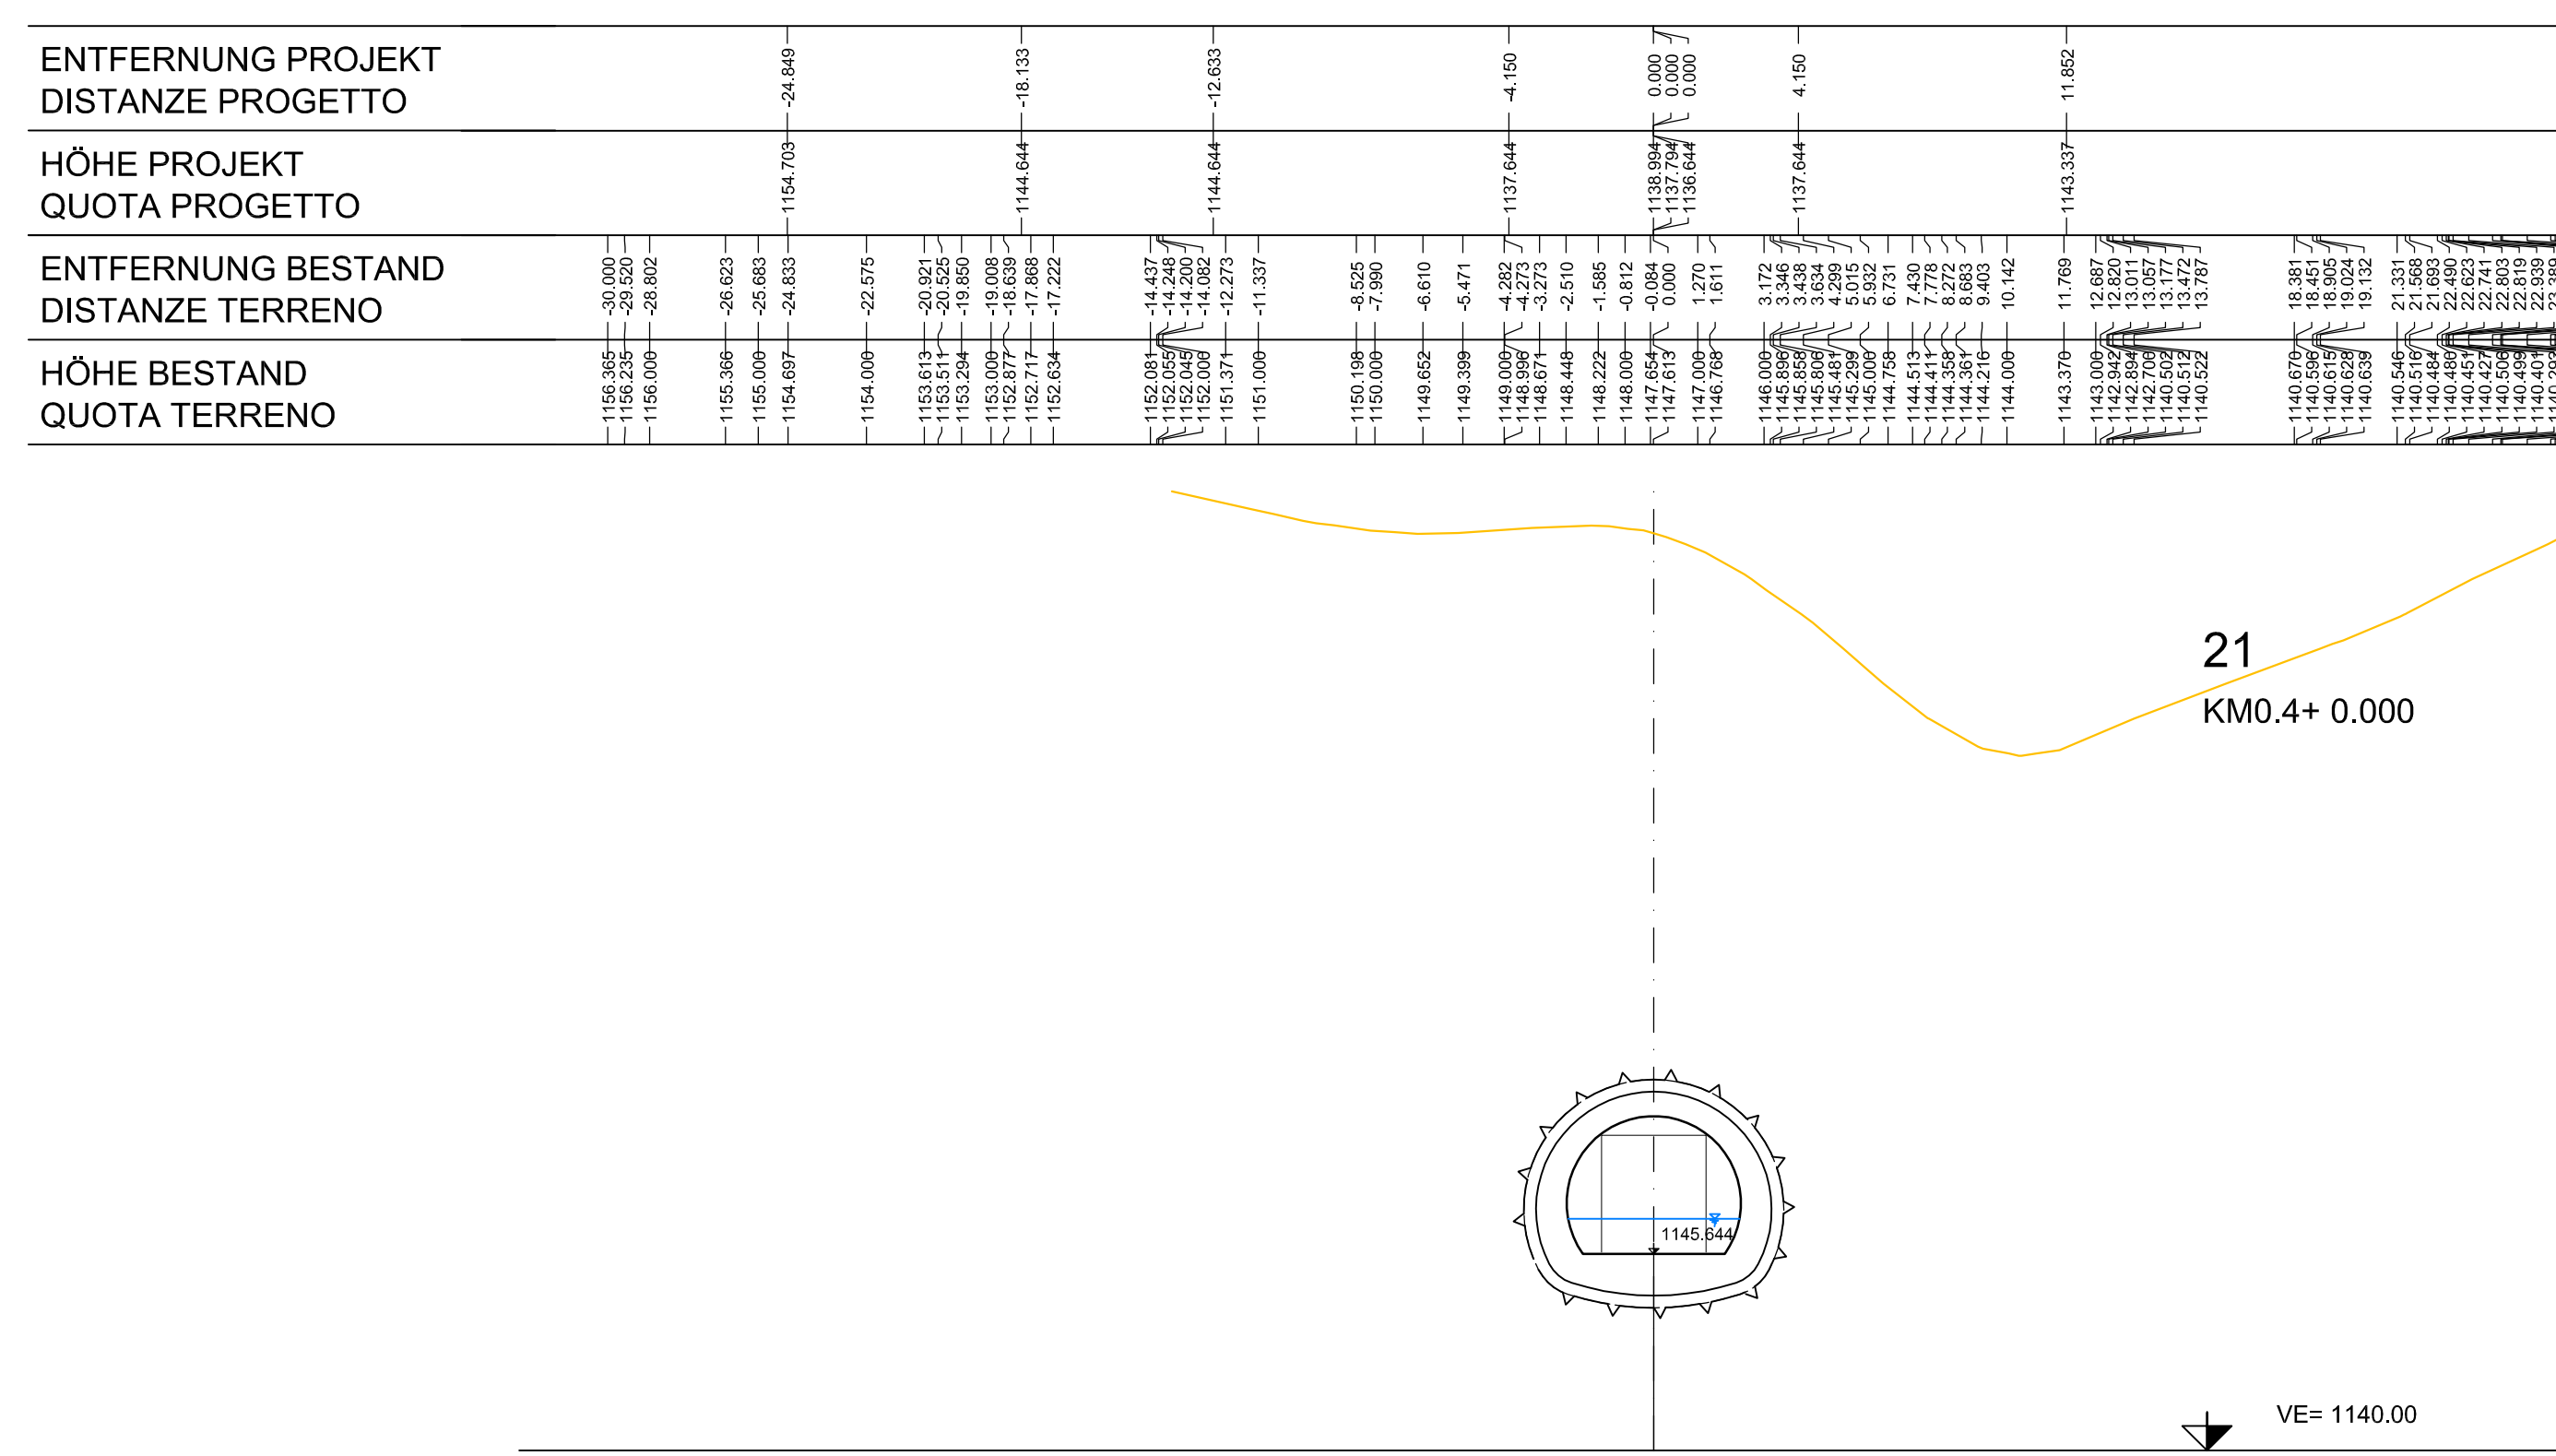 ENTFERNUNG PROJEKT
DISTANZE PROGETTO
-24.849 -18.133 -12.633 -4.150 0.000 0.000 0.000 4.150 11.852
HÖHE PROJEKT
QUOTA PROGETTO
1154.703 1144.644 1144.644 1137.644 1138.994 1137.794 1136.644 1137.644 1143.337
ENTFERNUNG BESTAND
DISTANZE TERRENO
-30.000 -29.520 -28.802 -26.623 -25.683 -24.833 -22.575 -20.921 -20.525 -19.850 -19.008 -18.639 -17.868 -17.222 -14.437 -14.248 -14.200 -14.082 -12.273 -11.337 -8.525 -7.990 -6.610 -5.471 -4.282 -4.273 -3.273 -2.510 -1.585 -0.812 -0.084 0.000 1.270 1.611 3.172 3.346 3.438 3.634 4.299 5.015 5.932 6.731 7.430 7.778 8.272 8.683 9.403 10.142 11.769 12.687 12.820 13.011 13.057 13.177 13.472 13.787 18.381 18.451 18.905 19.024 19.132 21.331 21.568 21.693 22.490 22.623 22.741 22.803 22.819 22.939 23.389
HÖHE BESTAND
QUOTA TERRENO
1156.365 1156.235 1156.000 1155.366 1155.000 1154.697 1154.000 1153.613 1153.511 1153.294 1153.000 1152.877 1152.717 1152.634 1152.081 1152.055 1152.045 1152.000 1151.371 1151.000 1150.198 1150.000 1149.652 1149.399 1149.000 1148.996 1148.671 1148.448 1148.222 1148.000 1147.654 1147.613 1147.000 1146.768 1146.000 1145.896 1145.858 1145.806 1145.481 1145.299 1145.000 1144.758 1144.513 1144.411 1144.358 1144.361 1144.216 1144.000 1143.370 1143.000 1142.942 1142.894 1142.700 1140.502 1140.512 1140.522 1140.670 1140.596 1140.615 1140.628 1140.639 1140.546 1140.516 1140.484 1140.480 1140.451 1140.427 1140.506 1140.499 1140.401
21
KM0.4+ 0.000
1145.644
VE= 1140.00